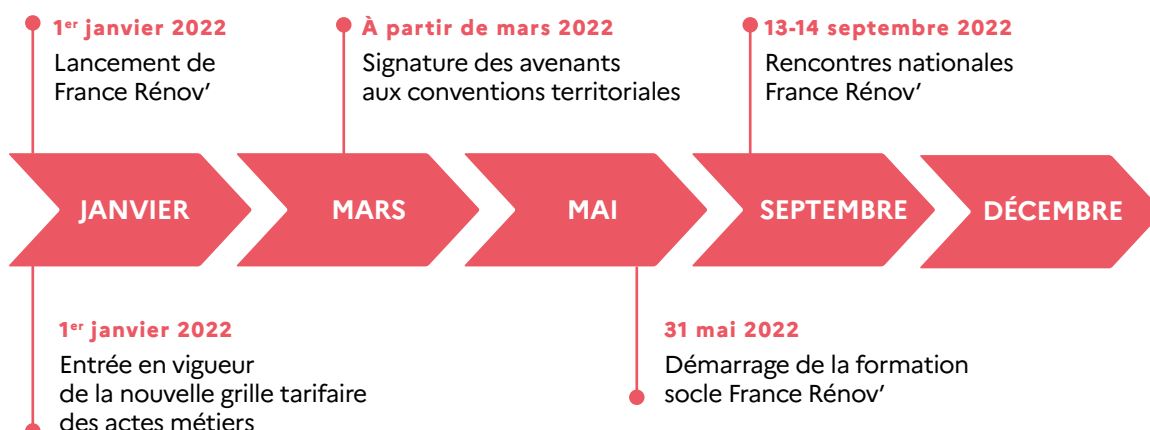 1er janvier 2022
Lancement de
France Rénov’
À partir de mars 2022
Signature des avenants
aux conventions territoriales
13-14 septembre 2022
Rencontres nationales
France Rénov’
JANVIER
MARS
MAI
SEPTEMBRE
DÉCEMBRE
1er janvier 2022
Entrée en vigueur
de la nouvelle grille tarifaire
des actes métiers
31 mai 2022
Démarrage de la formation
socle France Rénov’